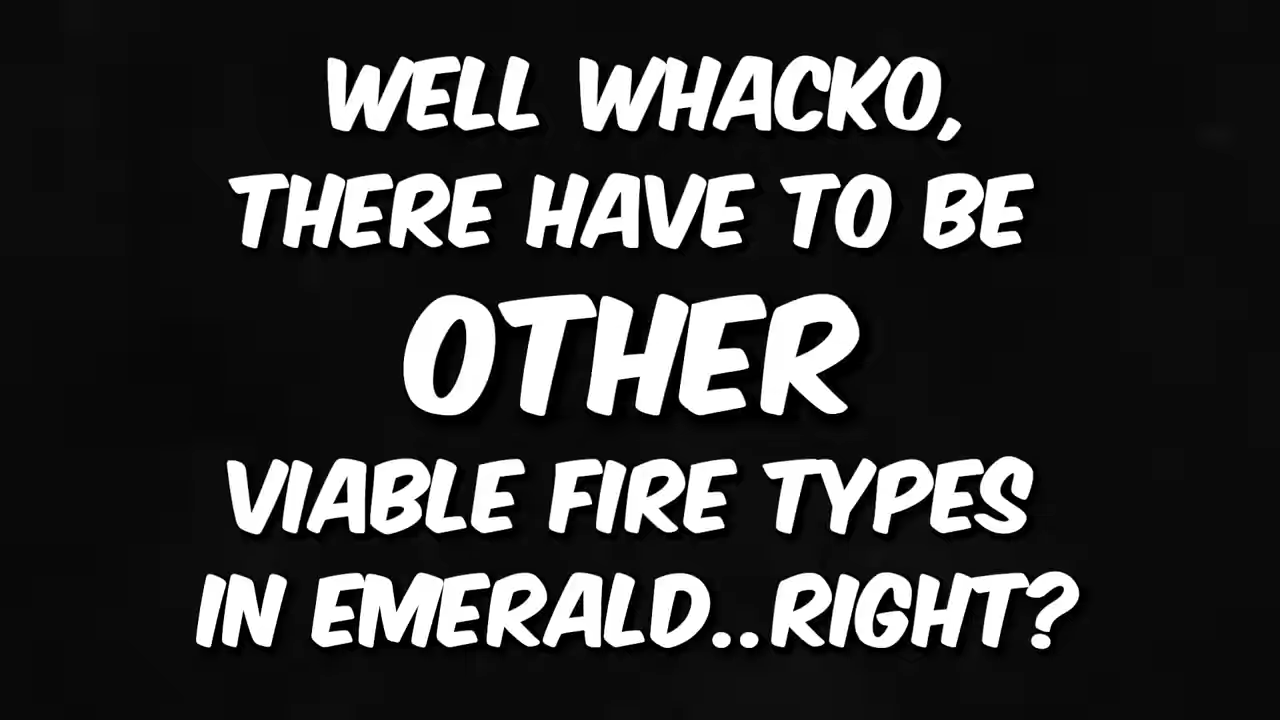 WELL WHACKO,
THERE HAVE TO BE
OTHER
VIABLE FIRE TYPES
IN EMERALD..RIGHT?